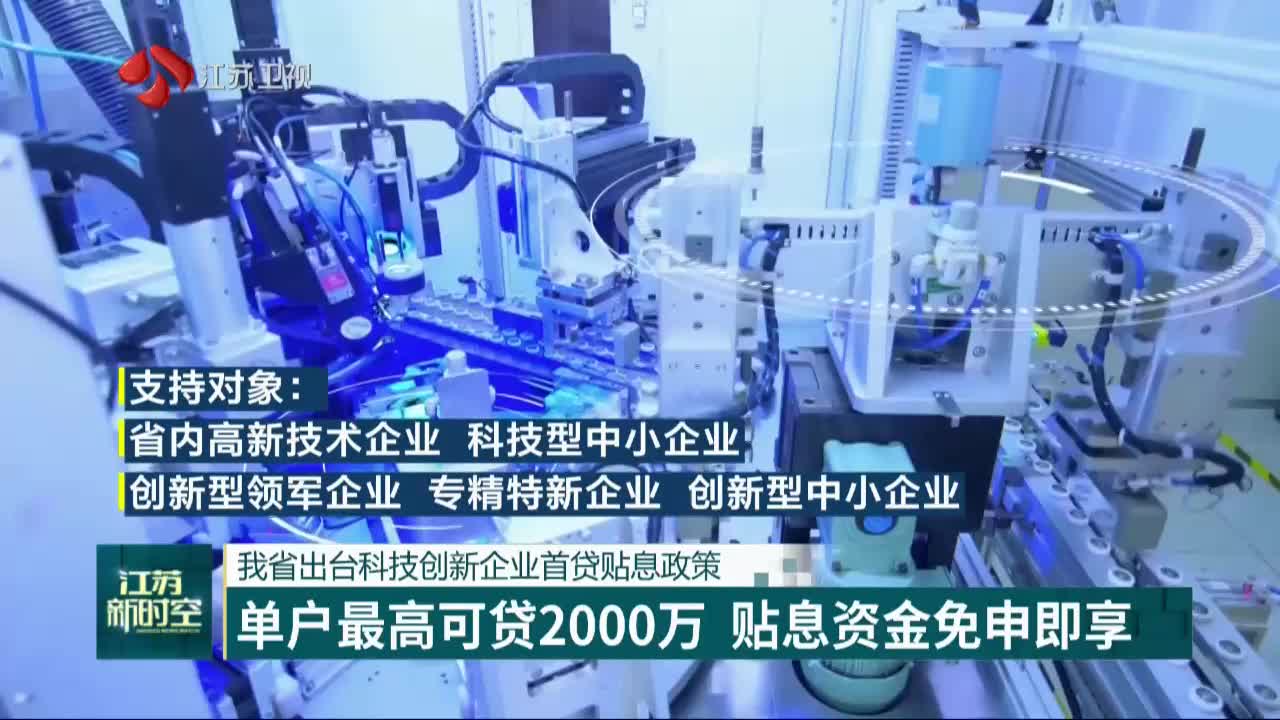 江苏卫视
支持对象：
省内高新技术企业 科技型中小企业
创新型领军企业 专精特新企业 创新型中小企业
江苏
新时空
我省出台科技创新企业首贷贴息政策
单户最高可贷2000万 贴息资金免申即享